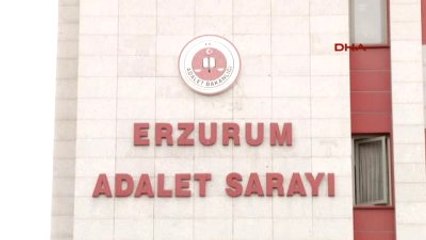 DHA
ADALET BAKANLIĞI
ERZURUM
ADALET SARAYI